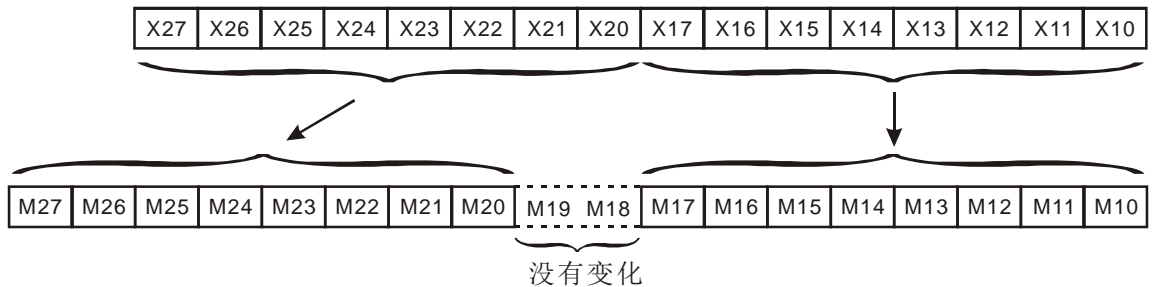 X27 X26 X25 X24 X23 X22 X21 X20 X17 X16 X15 X14 X13 X12 X11 X10
M27 M26 M25 M24 M23 M22 M21 M20 M19 M18 M17 M16 M15 M14 M13 M12 M11 M10
没有变化